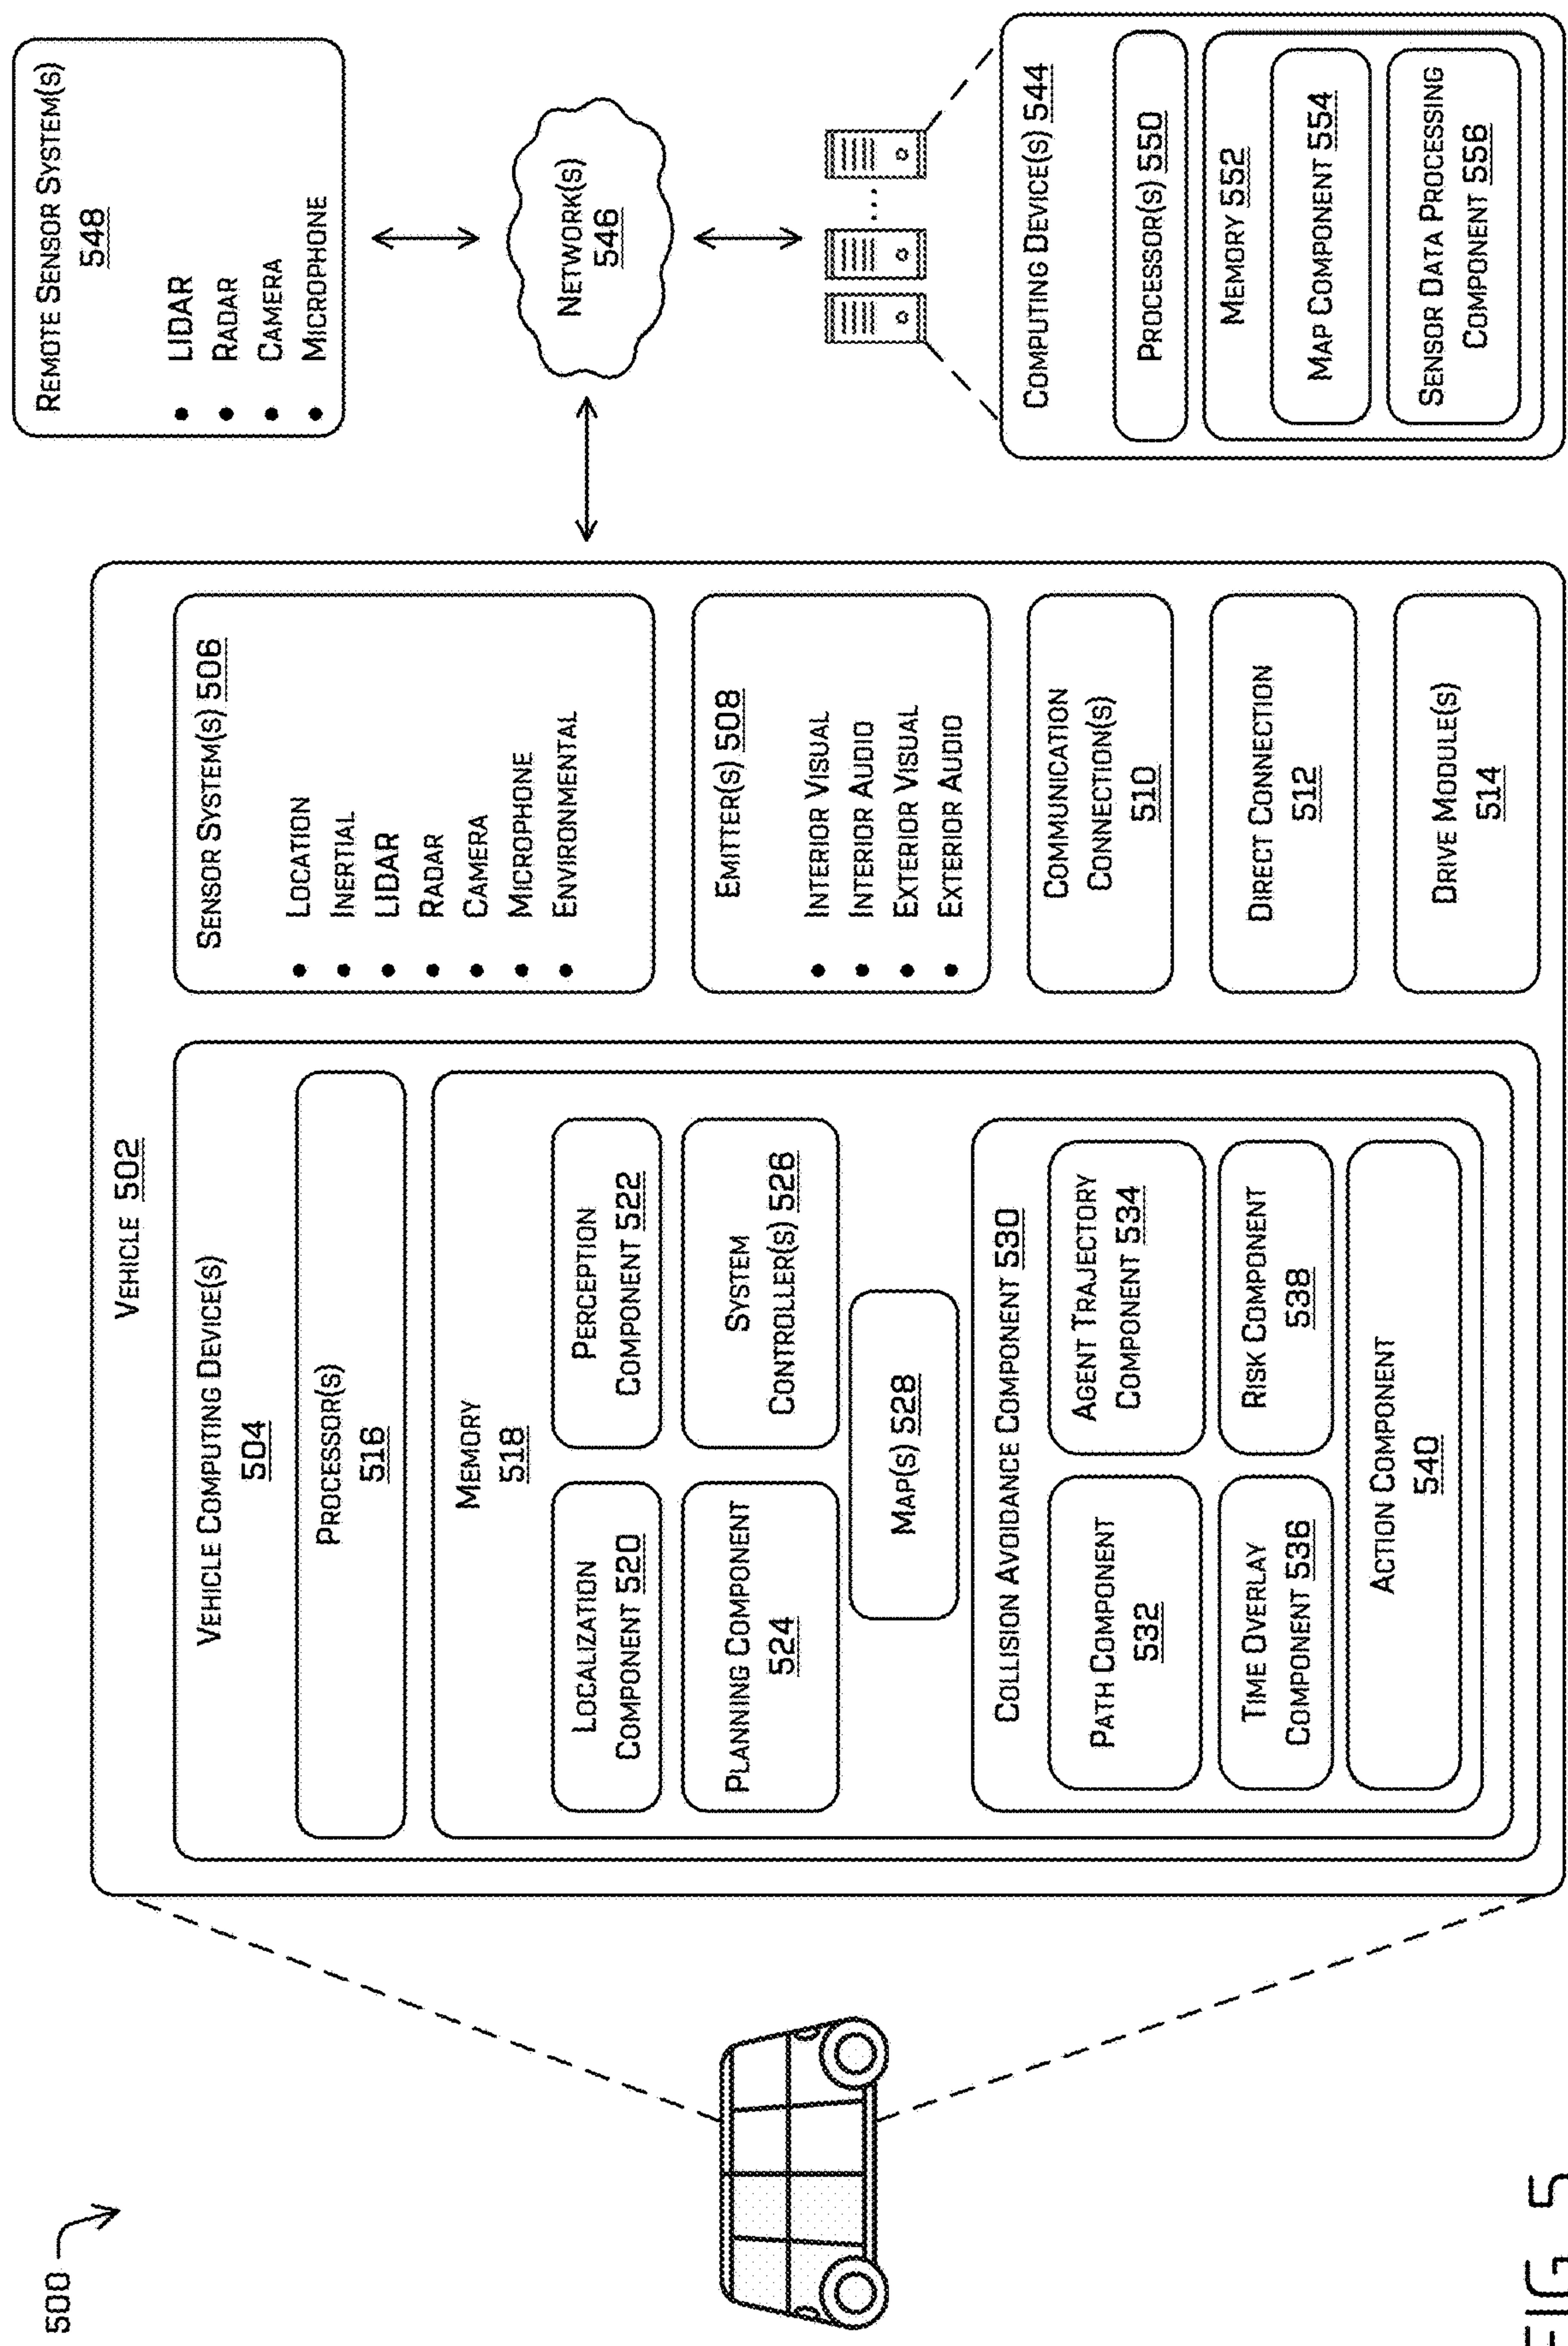 500
VEHICLE 502
VEHICLE COMPUTING DEVICE(S)
504
PROCESSOR(S)
516
MEMORY
518
LOCALIZATION
COMPONENT 520
PERCEPTION
COMPONENT 522
PLANNING COMPONENT
524
SYSTEM
CONTROLLER(S) 526
MAP(S) 528
COLLISION AVOIDANCE COMPONENT 530
PATH COMPONENT
532
AGENT TRAJECTORY
COMPONENT 534
TIME OVERLAY
COMPONENT 536
RISK COMPONENT
538
ACTION COMPONENT
540
SENSOR SYSTEM(S) 506
• LOCATION
• INERTIAL
• LIDAR
• RADAR
• CAMERA
• MICROPHONE
• ENVIRONMENTAL
EMITTER(S) 508
• INTERIOR VISUAL
• INTERIOR AUDIO
• EXTERIOR VISUAL
• EXTERIOR AUDIO
COMMUNICATION
CONNECTION(S)
510
DIRECT CONNECTION
512
DRIVE MODULE(S)
514
REMOTE SENSOR SYSTEM(S)
548
• LIDAR
• RADAR
• CAMERA
• MICROPHONE
NETWORK(S)
546
COMPUTING DEVICE(S) 544
PROCESSOR(S) 550
MEMORY 552
MAP COMPONENT 554
SENSOR DATA PROCESSING
COMPONENT 556
FIG. 5